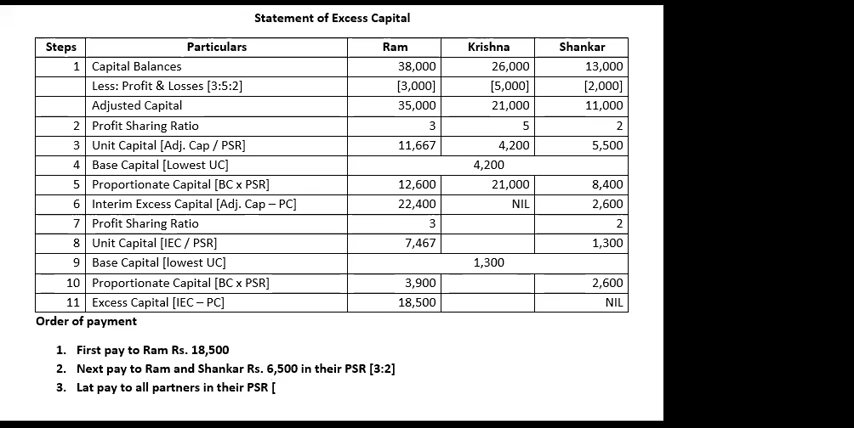 Statement of Excess Capital
Steps Particulars Ram Krishna Shankar
1 Capital Balances 38,000 26,000 13,000
Less: Profit & Losses [3:5:2] [3,000] [5,000] [2,000]
Adjusted Capital 35,000 21,000 11,000
2 Profit Sharing Ratio 3 5 2
3 Unit Capital [Adj. Cap / PSR] 11,667 4,200 5,500
4 Base Capital [Lowest UC] 4,200
5 Proportionate Capital [BC x PSR] 12,600 21,000 8,400
6 Interim Excess Capital [Adj. Cap – PC] 22,400 NIL 2,600
7 Profit Sharing Ratio 3 2
8 Unit Capital [IEC / PSR] 7,467 1,300
9 Base Capital [lowest UC] 1,300
10 Proportionate Capital [BC x PSR] 3,900 2,600
11 Excess Capital [IEC – PC] 18,500 NIL
Order of payment
1. First pay to Ram Rs. 18,500
2. Next pay to Ram and Shankar Rs. 6,500 in their PSR [3:2]
3. Lat pay to all partners in their PSR [